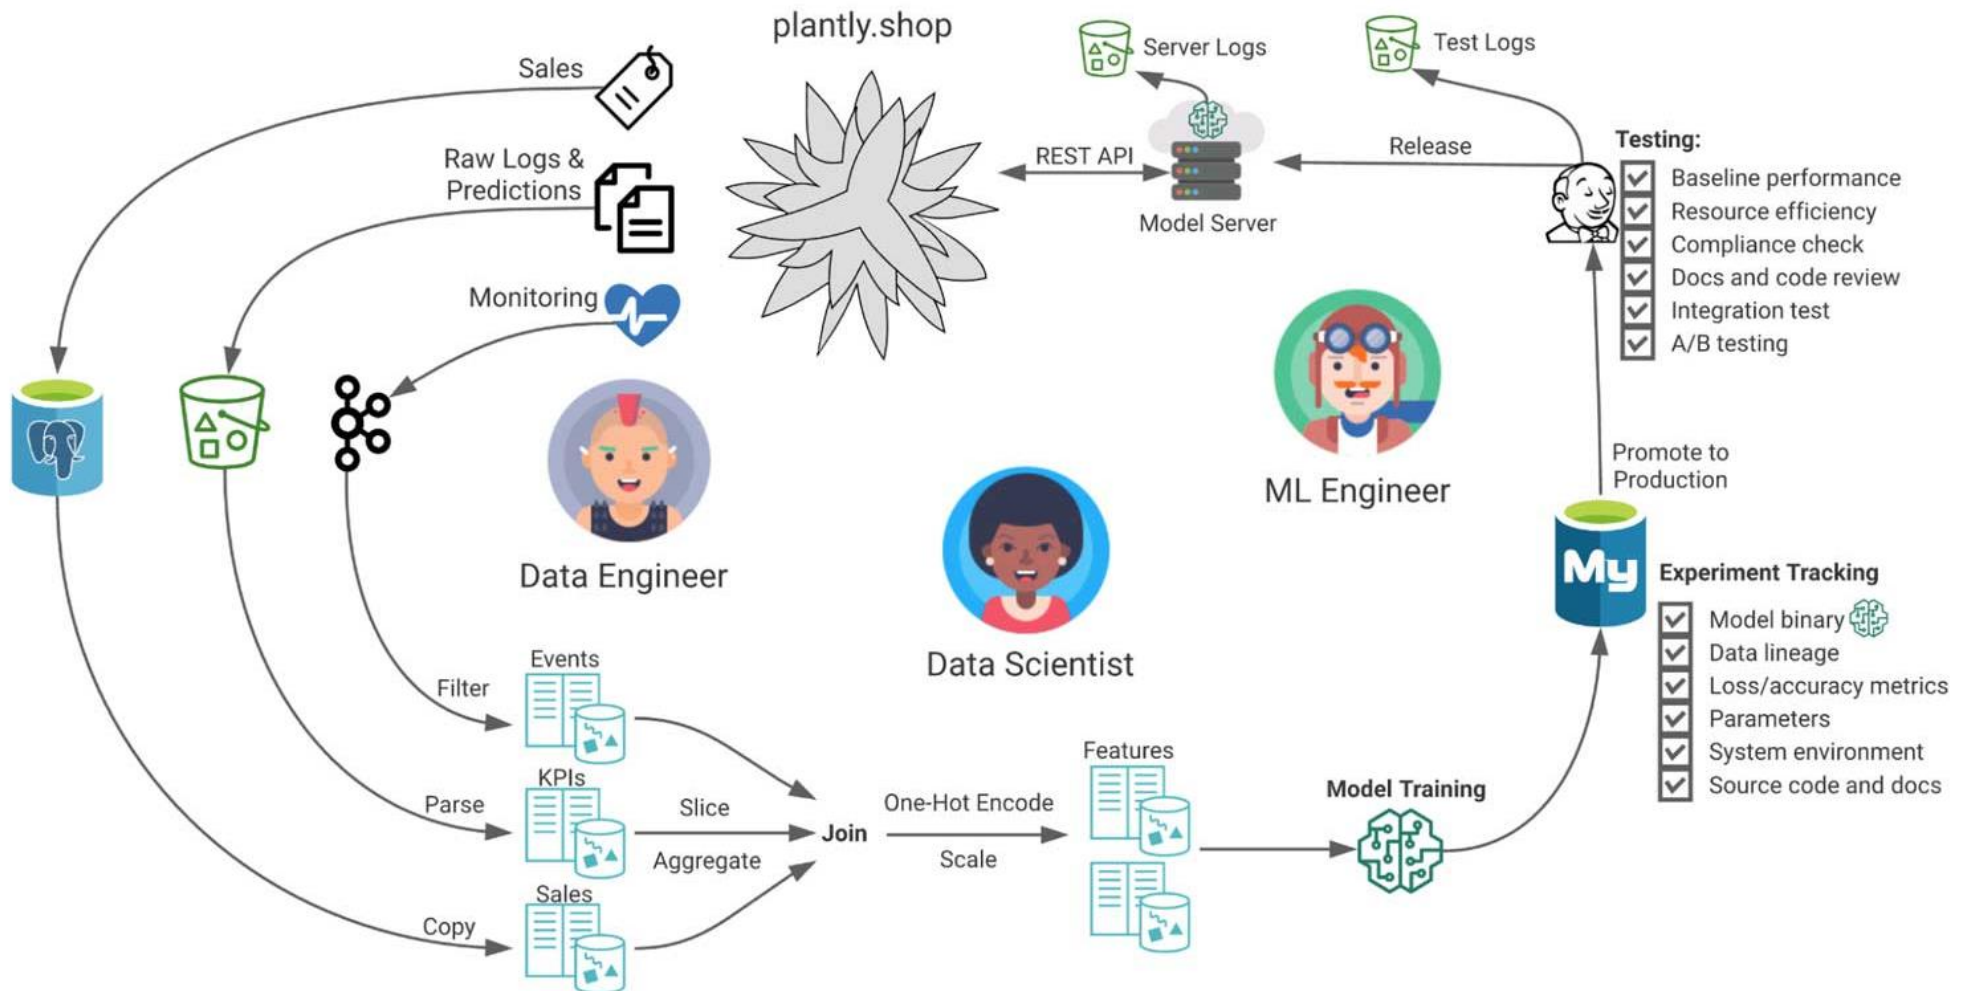 plantly.shop
Sales
Raw Logs &
Predictions
Monitoring
Server Logs
Test Logs
REST API
Release
Model Server
Testing:
Baseline performance
Resource efficiency
Compliance check
Docs and code review
Integration test
A/B testing
Data Engineer
Data Scientist
ML Engineer
Promote to
Production
My
Experiment Tracking
Model binary
Data lineage
Loss/accuracy metrics
Parameters
System environment
Source code and docs
Events
Filter
KPIs
Parse
Sales
Copy
Slice
Aggregate
Join
One-Hot Encode
Scale
Features
Model Training